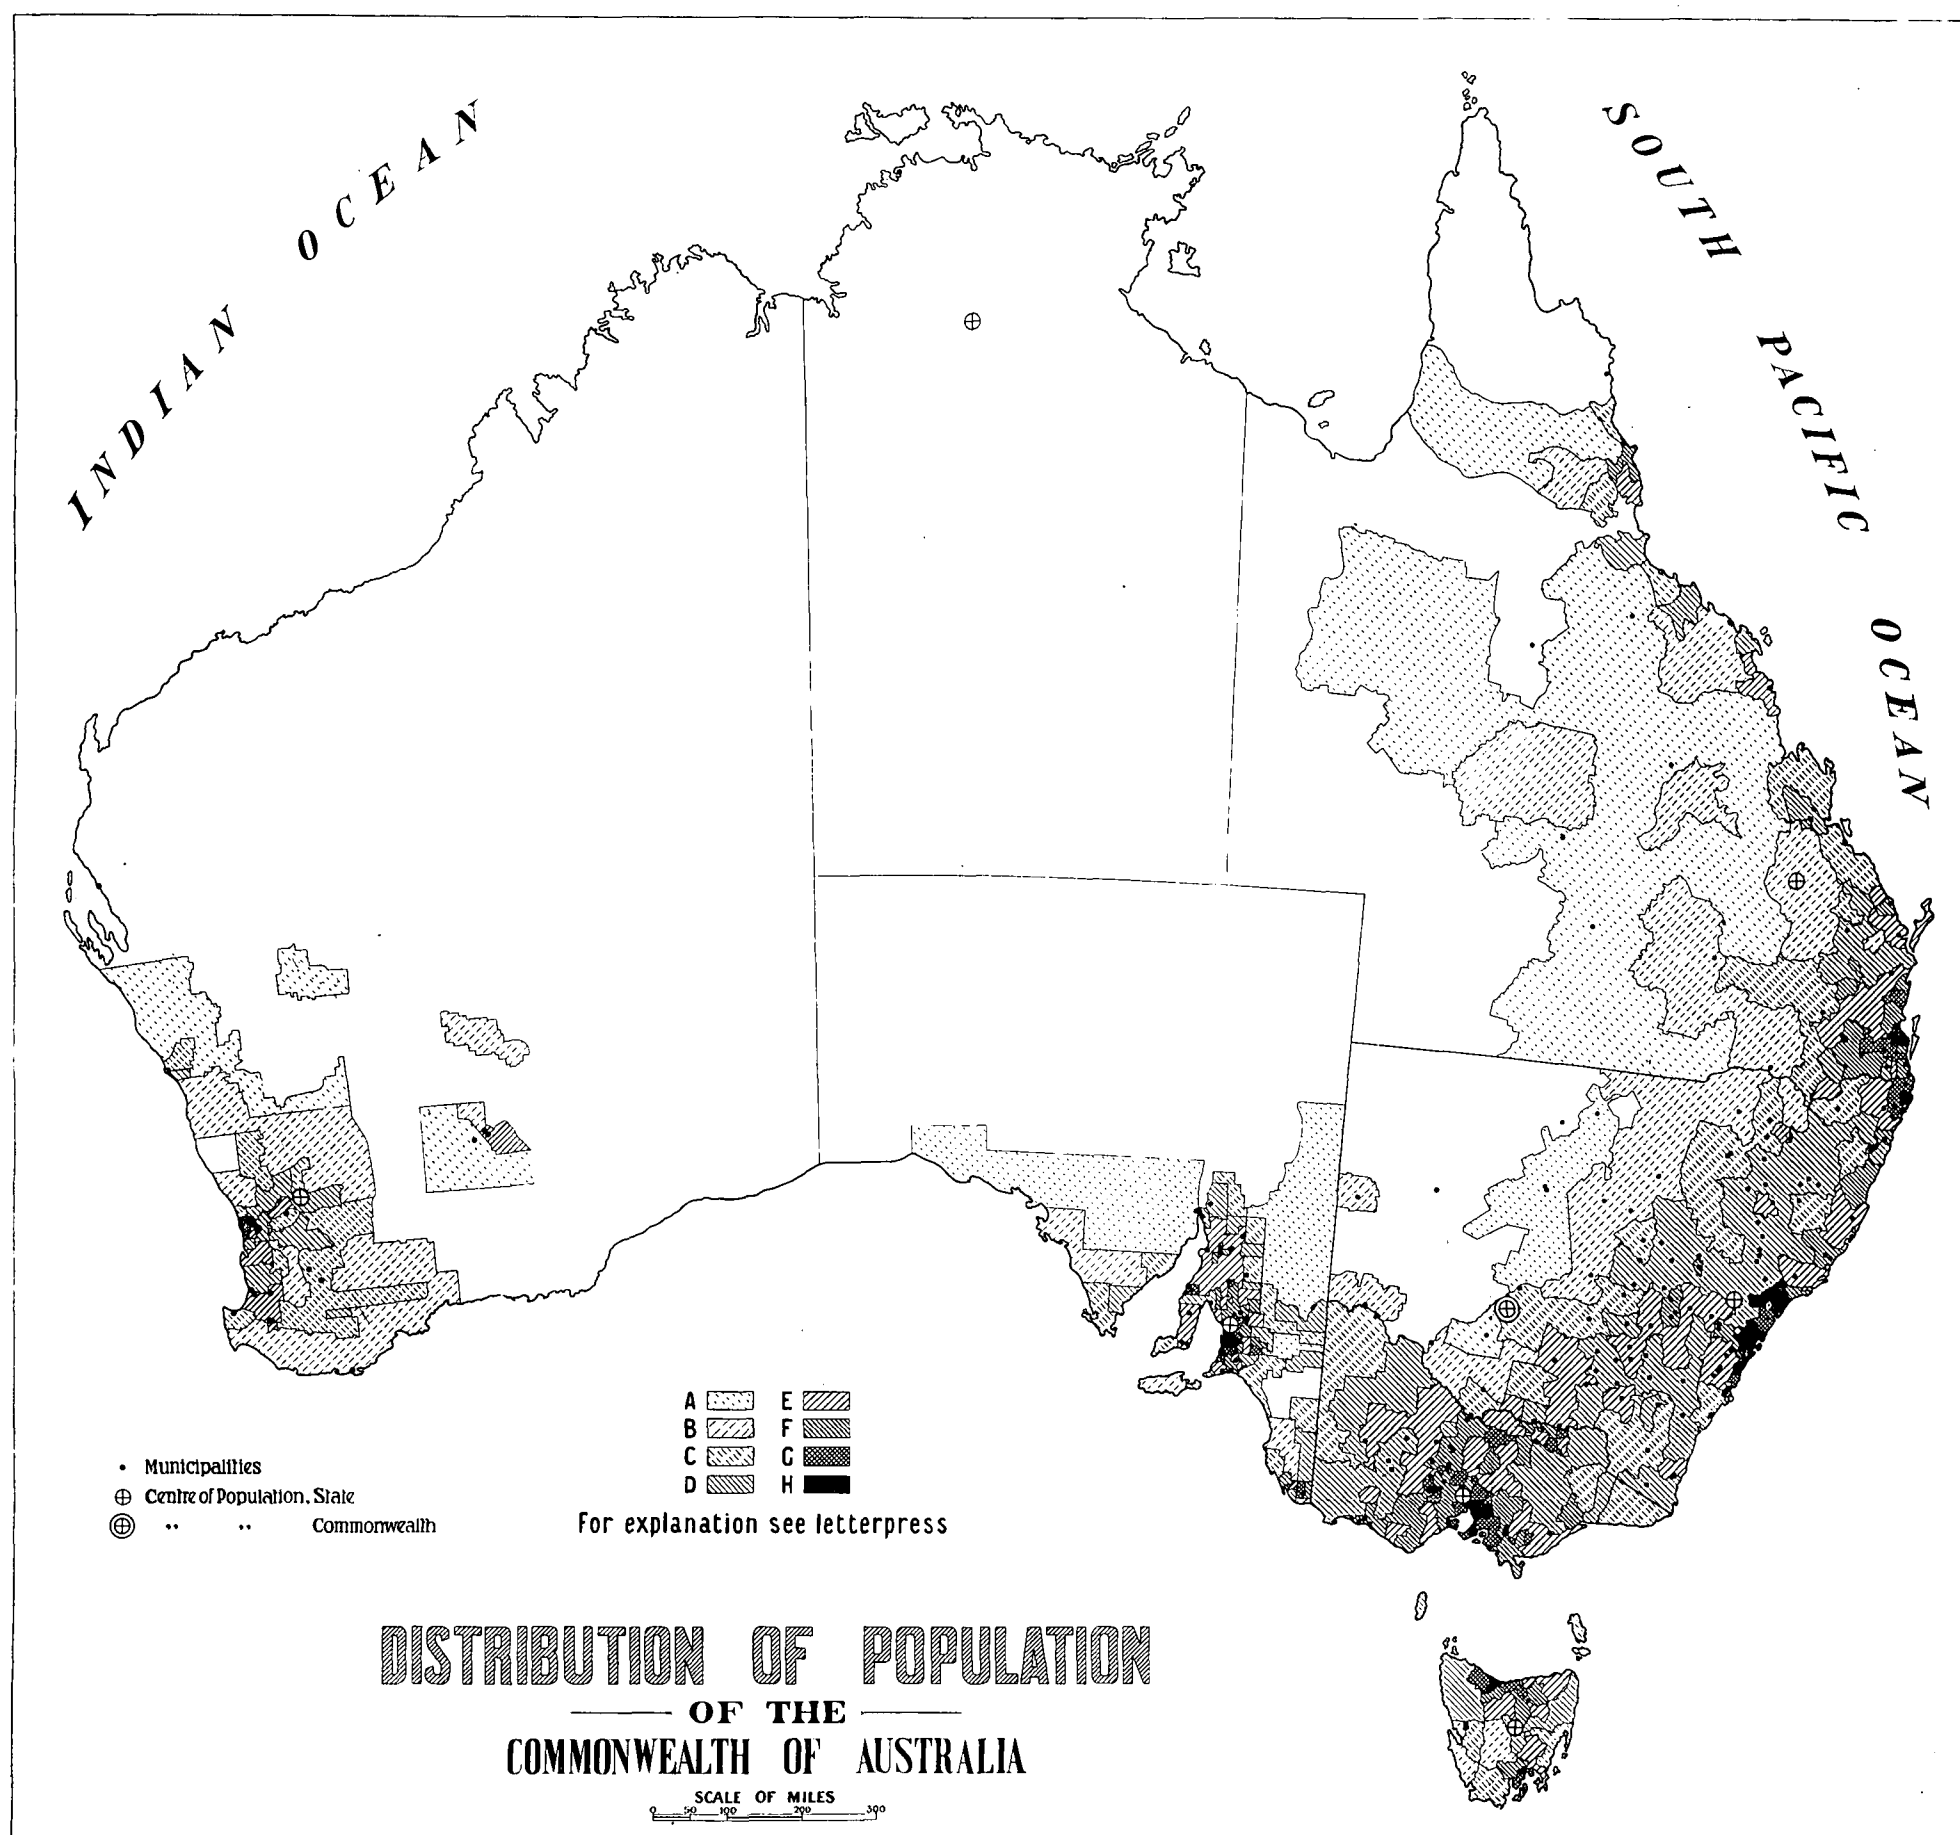 INDIAN OCEAN
SOUTH PACIFIC OCEAN
A E
B F
C G
D H
For explanation see letterpress
Municipalities
Centre of Population, State
" " Commonwealth
DISTRIBUTION OF POPULATION
OF THE
COMMONWEALTH OF AUSTRALIA
SCALE OF MILES
0 50 100 200 300